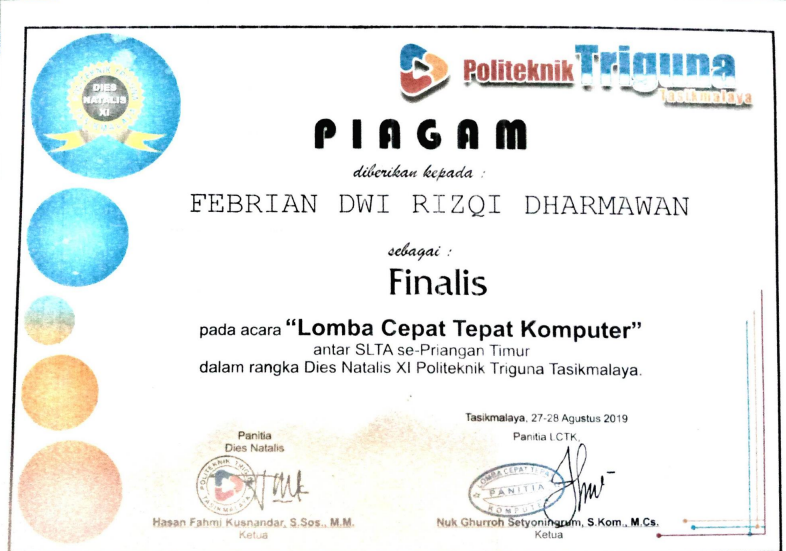 POLITEKNIK TRIGUNA
DIES
NATALIS
XI
TASIKMALAYA
Politeknik Triguna
Tasikmalaya
PIAGAM
diberikan kepada :
FEBRIAN DWI RIZQI DHARMAWAN
sebagai :
Finalis
pada acara “Lomba Cepat Tepat Komputer”
antar SLTA se-Priangan Timur
dalam rangka Dies Natalis XI Politeknik Triguna Tasikmalaya.
Tasikmalaya, 27-28 Agustus 2019
Panitia
Dies Natalis
Panitia LCTK,
POLITEKNIK TRIGUNA
TASIKMALAYA
LOMBA CEPAT TEPAT
PANITIA
KOMPUTER
Hasan Fahmi Kusnandar, S.Sos., M.M.
Ketua
Nuk Ghurroh Setyoningrum, S.Kom., M.Cs.
Ketua